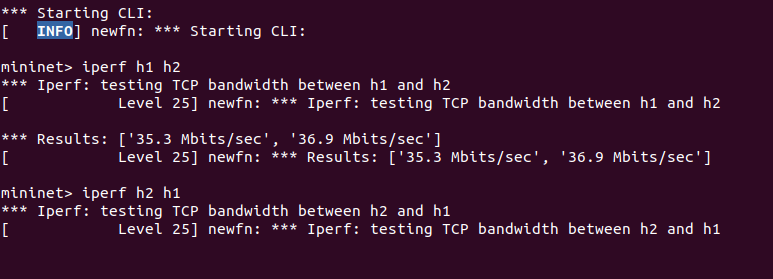 *** Starting CLI:
[   INFO] newfn: *** Starting CLI:
mininet> iperf h1 h2
*** Iperf: testing TCP bandwidth between h1 and h2
[            Level 25] newfn: *** Iperf: testing TCP bandwidth between h1 and h2
*** Results: ['35.3 Mbits/sec', '36.9 Mbits/sec']
[            Level 25] newfn: *** Results: ['35.3 Mbits/sec', '36.9 Mbits/sec']
mininet> iperf h2 h1
*** Iperf: testing TCP bandwidth between h2 and h1
[            Level 25] newfn: *** Iperf: testing TCP bandwidth between h2 and h1